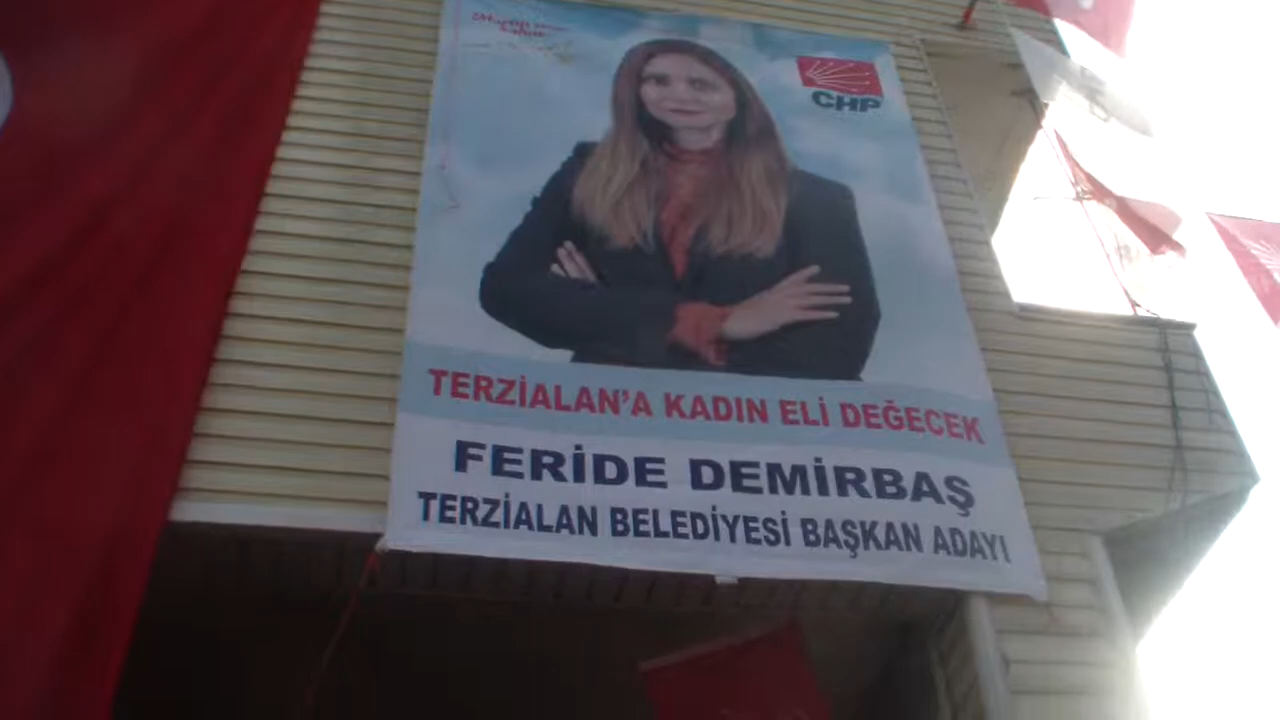 CHP
TERZİALAN'A KADIN ELİ DEĞECEK
FERİDE DEMİRBAŞ
TERZİALAN BELEDİYESİ BAŞKAN ADAYI